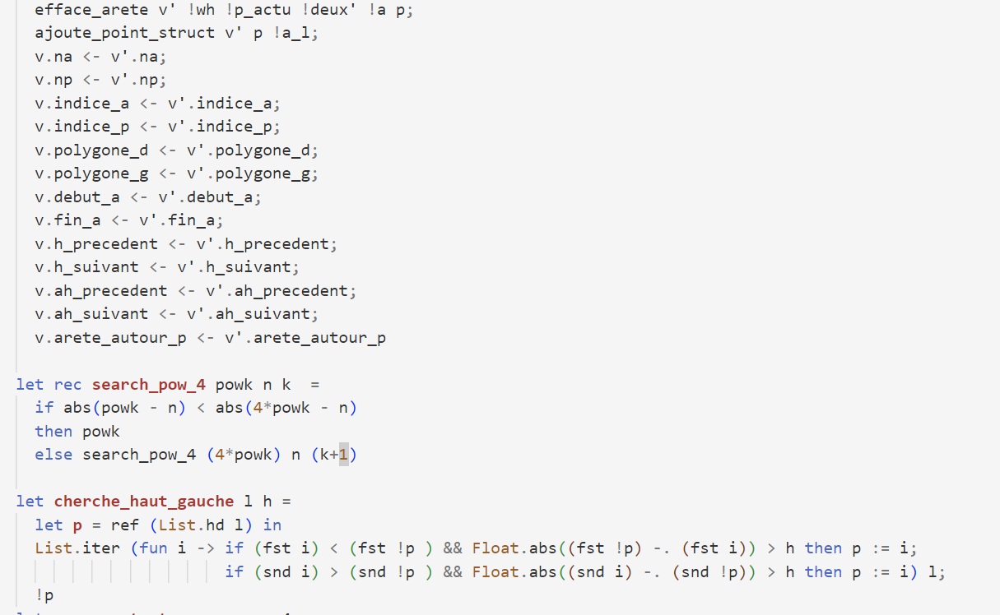 efface_arete v' !wh !p_actu !deux' !a p;
ajoute_point_struct v' p !a_l;
v.na <- v'.na;
v.np <- v'.np;
v.indice_a <- v'.indice_a;
v.indice_p <- v'.indice_p;
v.polygone_d <- v'.polygone_d;
v.polygone_g <- v'.polygone_g;
v.debut_a <- v'.debut_a;
v.fin_a <- v'.fin_a;
v.h_precedent <- v'.h_precedent;
v.h_suivant <- v'.h_suivant;
v.ah_precedent <- v'.ah_precedent;
v.ah_suivant <- v'.ah_suivant;
v.arete_autour_p <- v'.arete_autour_p
let rec search_pow_4 powk n k  =
if abs(powk - n) < abs(4*powk - n)
then powk
else search_pow_4 (4*powk) n (k+1)
let cherche_haut_gauche l h =
let p = ref (List.hd l) in
List.iter (fun i -> if (fst i) < (fst !p ) && Float.abs((fst !p) -. (fst i)) > h then p := i;
if (snd i) > (snd !p ) && Float.abs((snd i) -. (snd !p)) > h then p := i) l;
!p